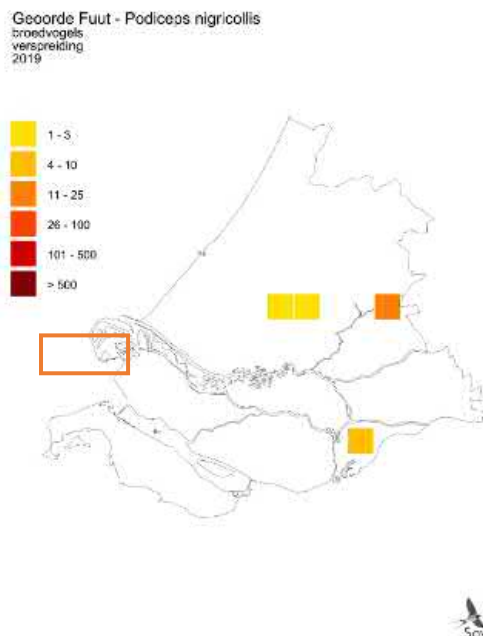 Geoorde Fuut - Podiceps nigricollis
broedvogels
verspreiding
2019
1 - 3
4 - 10
11 - 25
26 - 100
101 - 500
> 500